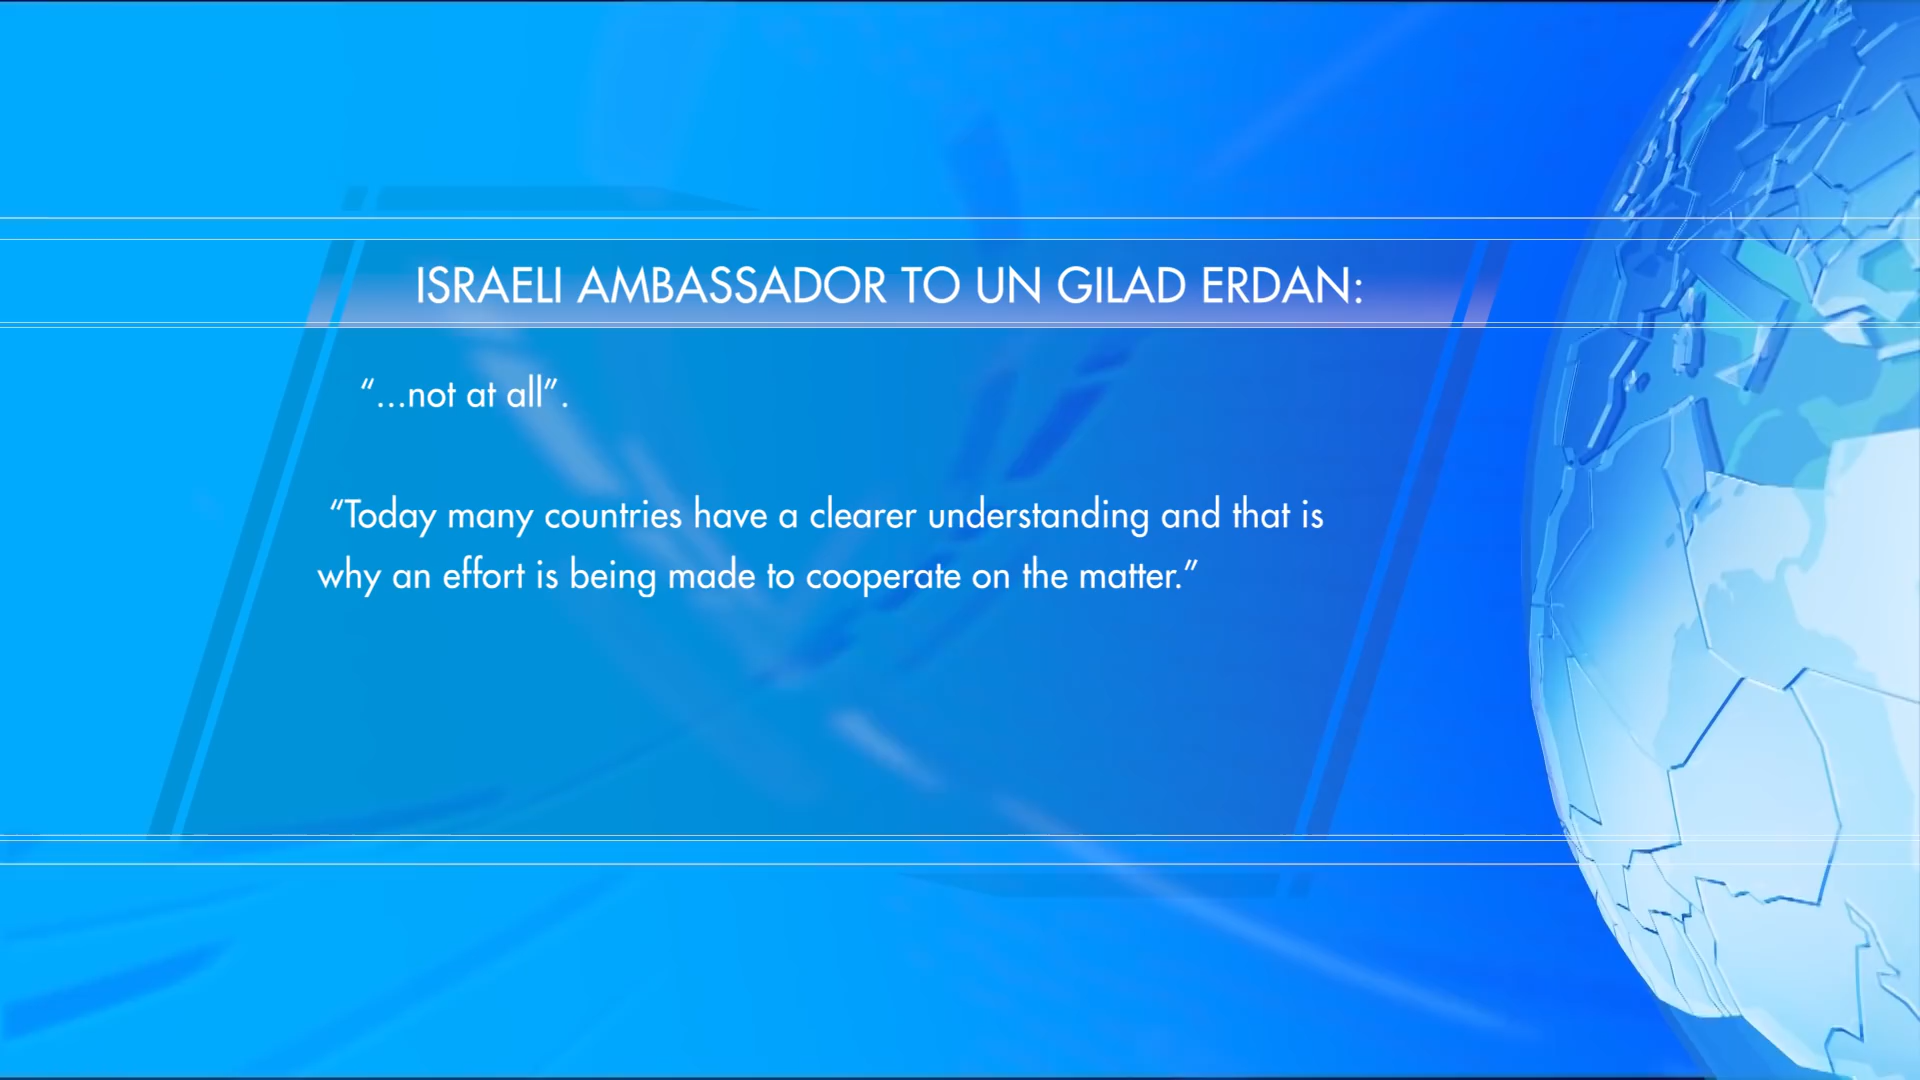 ISRAELI AMBASSADOR TO UN GILAD ERDAN:
“...not at all”.
“Today many countries have a clearer understanding and that is
why an effort is being made to cooperate on the matter.”